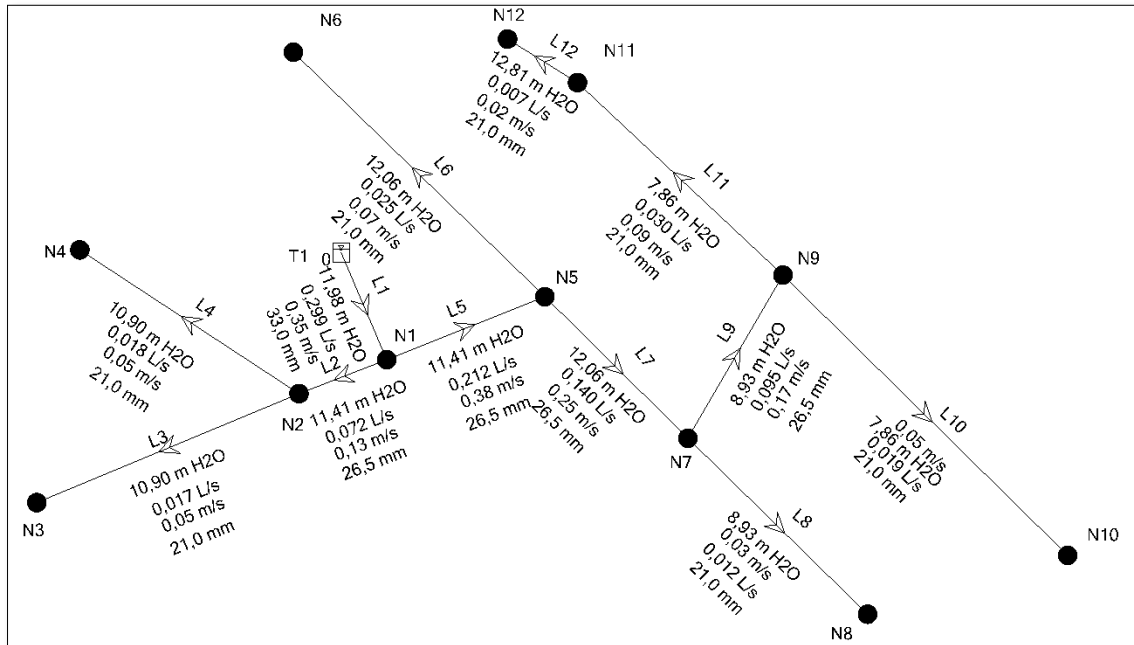 N6
N12
L12
N11
12,81 m H2O
0,007 L/s
0,02 m/s
21,0 mm
L6
12,06 m H2O
0,025 L/s
0,07 m/s
21,0 mm
L11
7,86 m H2O
0,030 L/s
0,09 m/s
21,0 mm
N4
T1
0
L1
11,98 m H2O
0,299 L/s
0,35 m/s
33,0 mm
N5
N9
L4
10,90 m H2O
0,018 L/s
0,05 m/s
21,0 mm
N1
L5
11,41 m H2O
0,212 L/s
0,38 m/s
26,5 mm
L7
12,06 m H2O
0,140 L/s
0,25 m/s
26,5 mm
L9
8,93 m H2O
0,095 L/s
0,17 m/s
26,5 mm
L2
N2
11,41 m H2O
0,072 L/s
0,13 m/s
26,5 mm
L3
10,90 m H2O
0,017 L/s
0,05 m/s
21,0 mm
N3
N7
L10
0,05 m/s
7,86 m H2O
0,019 L/s
21,0 mm
L8
8,93 m H2O
0,03 m/s
0,012 L/s
21,0 mm
N10
N8